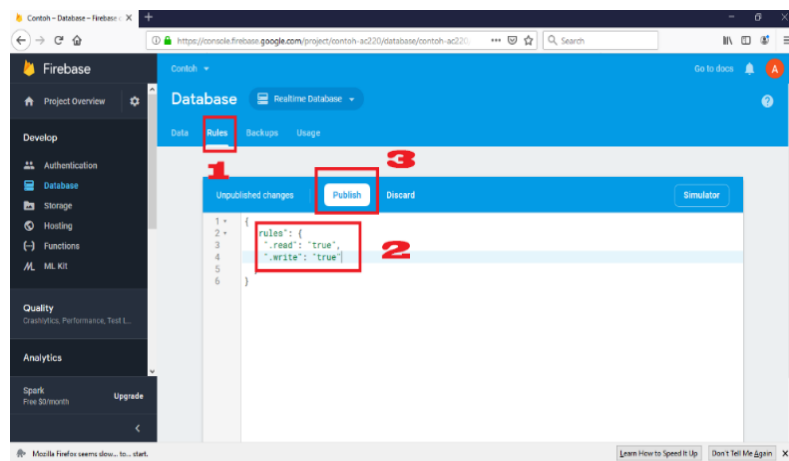 Contoh – Database – Firebase c
https://console.firebase.google.com/project/contoh-ac220/database/contoh-ac220
Search
Firebase
Contoh
Go to docs
A
Project Overview
Database
Realtime Database
Develop
Data Rules Backups Usage
1
3
Authentication
Database
Storage
Hosting
Functions
ML Kit
Unpublished changes
Publish
Discard
Simulator
1 {
2 rules": {
3 ".read": "true",
4 ".write": "true"
5
6 }
2
Quality
Crashlytics, Performance, Test L...
Analytics
Spark
Free $0/month
Upgrade
Mozilla Firefox seems slow... to... start.
Learn How to Speed It Up
Don't Tell Me Again